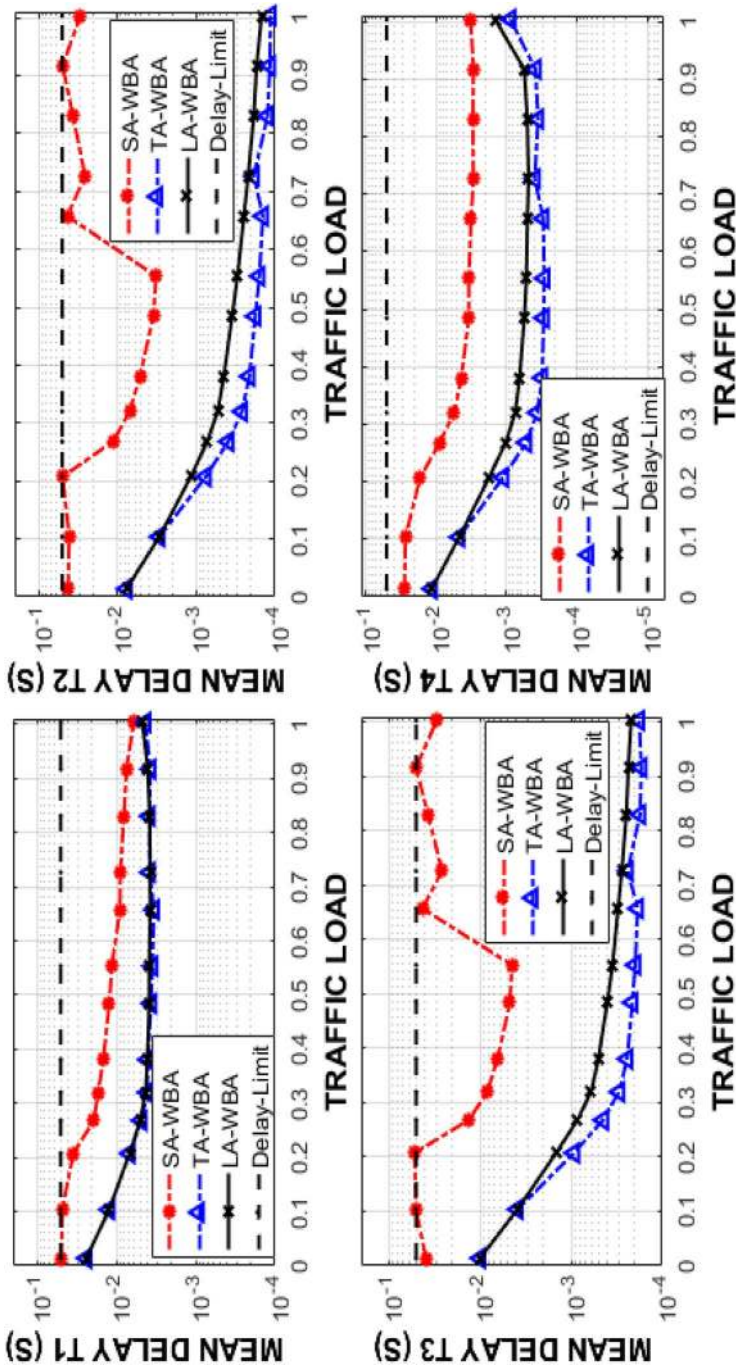 MEAN DELAY T1 (S)
10^-1
10^-2
10^-3
10^-4
SA-WBA
TA-WBA
LA-WBA
Delay-Limit
0 0.1 0.2 0.3 0.4 0.5 0.6 0.7 0.8 0.9 1
TRAFFIC LOAD
MEAN DELAY T2 (S)
10^-1
10^-2
10^-3
10^-4
SA-WBA
TA-WBA
LA-WBA
Delay-Limit
0 0.1 0.2 0.3 0.4 0.5 0.6 0.7 0.8 0.9 1
TRAFFIC LOAD
MEAN DELAY T3 (S)
10^-2
10^-3
10^-4
SA-WBA
TA-WBA
LA-WBA
Delay-Limit
0 0.1 0.2 0.3 0.4 0.5 0.6 0.7 0.8 0.9 1
TRAFFIC LOAD
MEAN DELAY T4 (S)
10^-1
10^-2
10^-3
10^-4
10^-5
SA-WBA
TA-WBA
LA-WBA
Delay-Limit
0 0.1 0.2 0.3 0.4 0.5 0.6 0.7 0.8 0.9 1
TRAFFIC LOAD